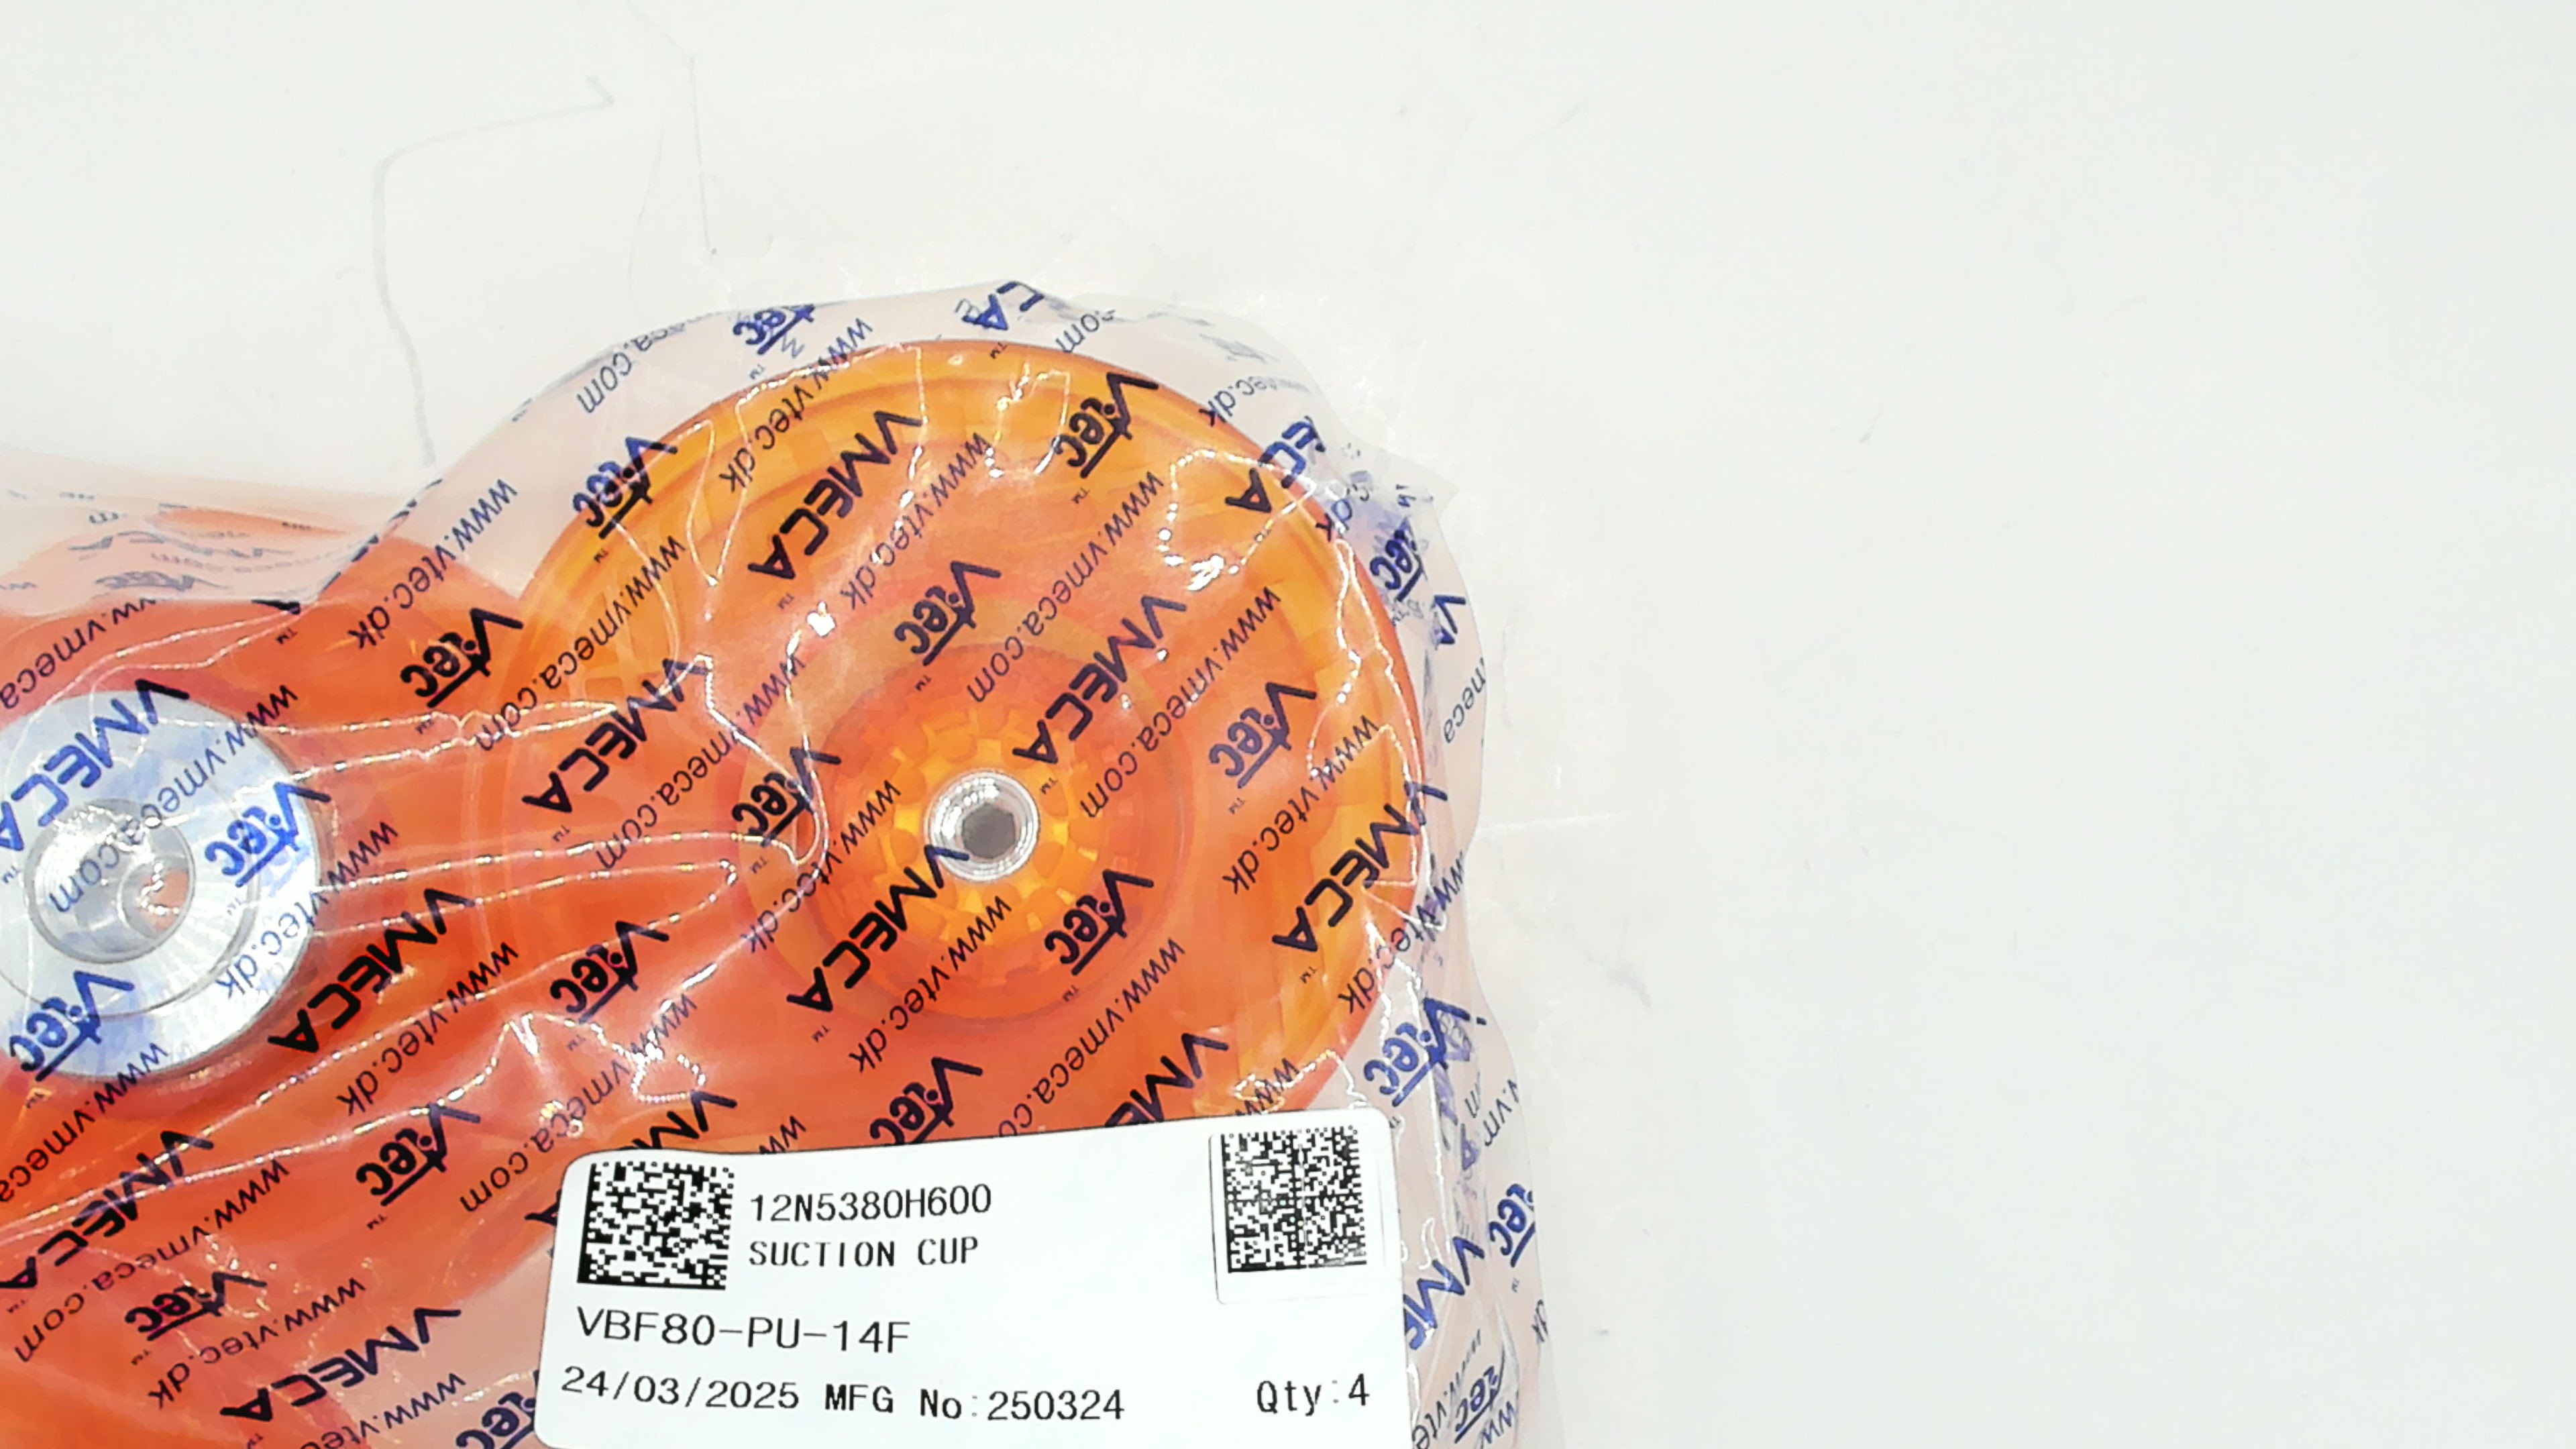 VMECA
www.vmeca.com
Vtec
www.vtec.dk
12N5380H600
SUCTION CUP
VBF80-PU-14F
24/03/2025 MFG No:250324 Qty:4